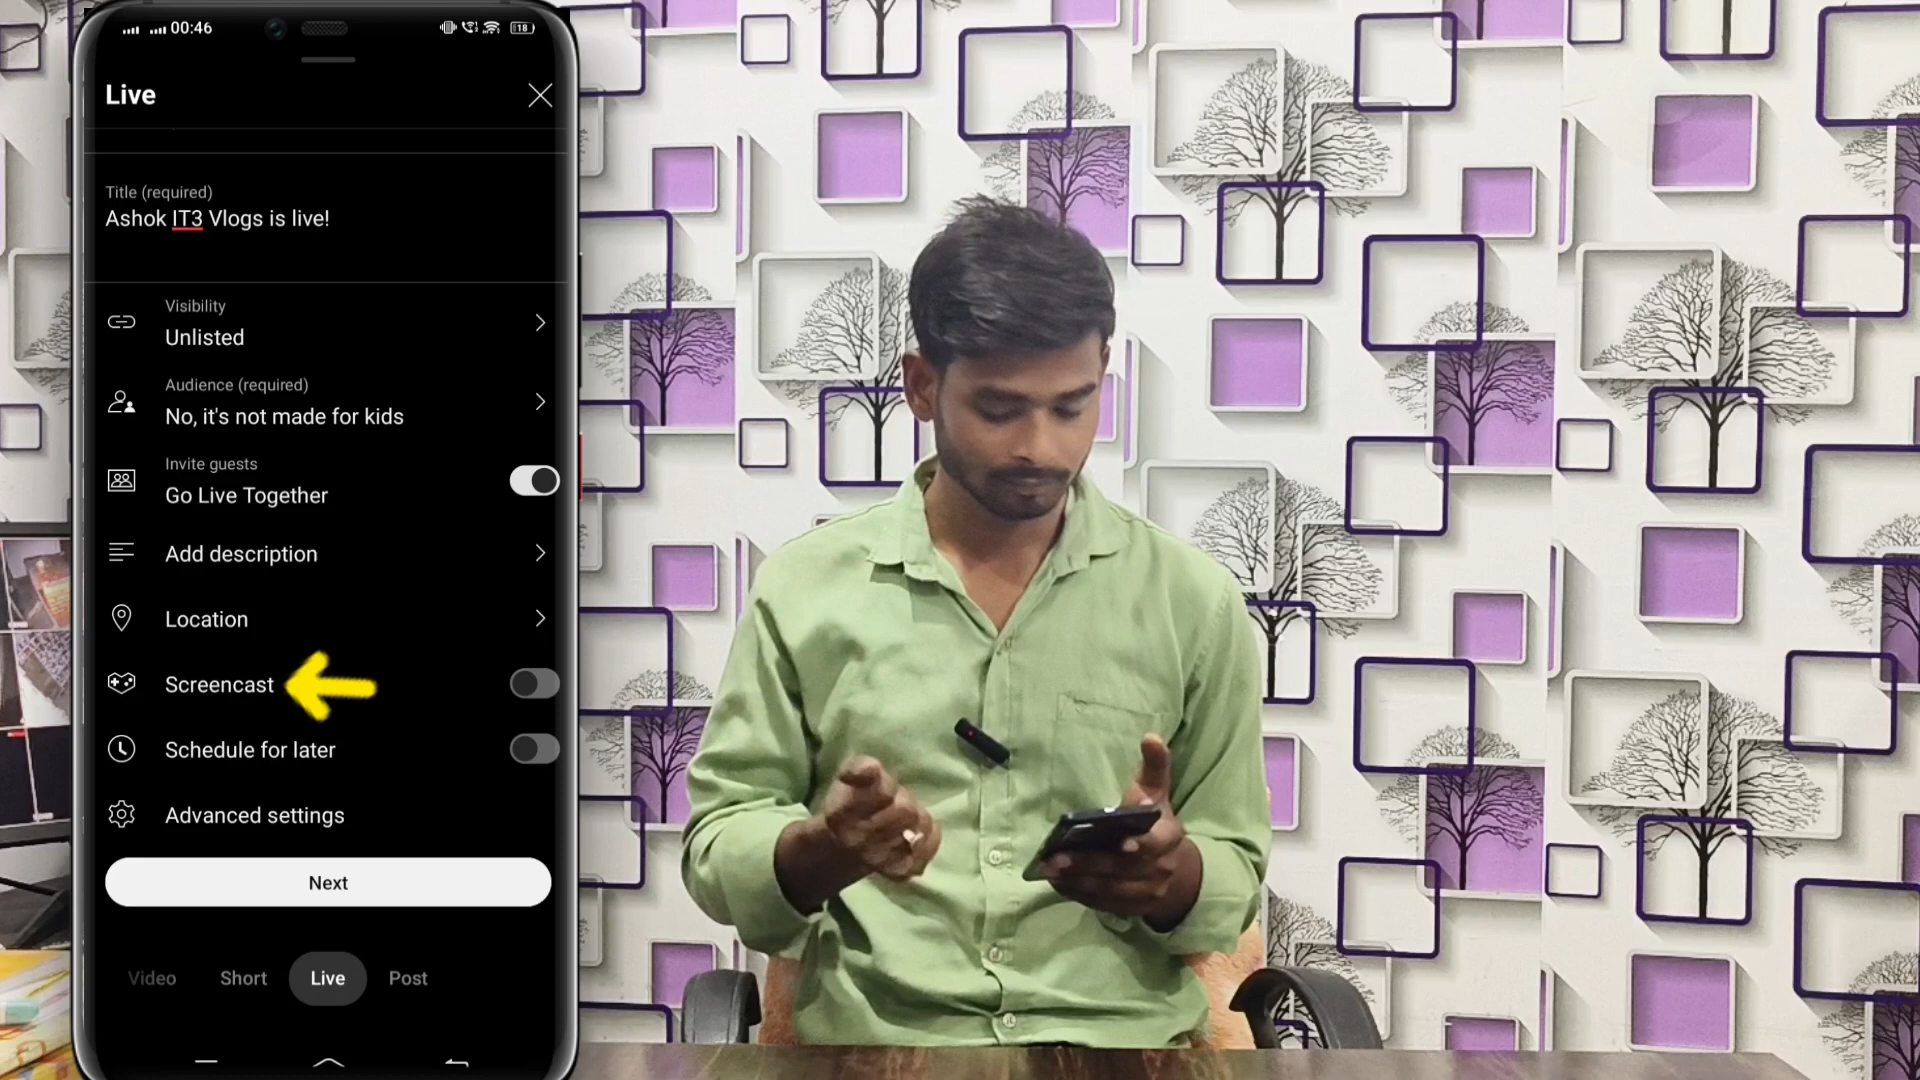 00:46
18
Live
Title (required)
Ashok IT3 Vlogs is live!
Visibility
Unlisted
Audience (required)
No, it's not made for kids
Invite guests
Go Live Together
Add description
Location
Screencast
Schedule for later
Advanced settings
Next
Video Short Live Post